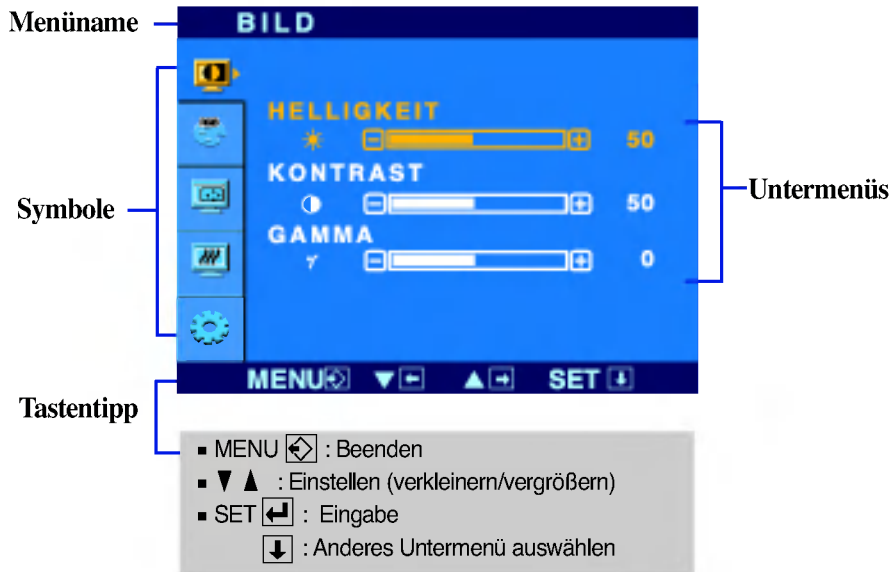 Menüname
BILD
HELLIGKEIT
50
KONTRAST
50
GAMMA
0
Symbole
Untermenüs
MENU SET
Tastentipp
▪ MENU : Beenden
▪ ▼ ▲ : Einstellen (verkleinern/vergrößern)
▪ SET : Eingabe
: Anderes Untermenü auswählen